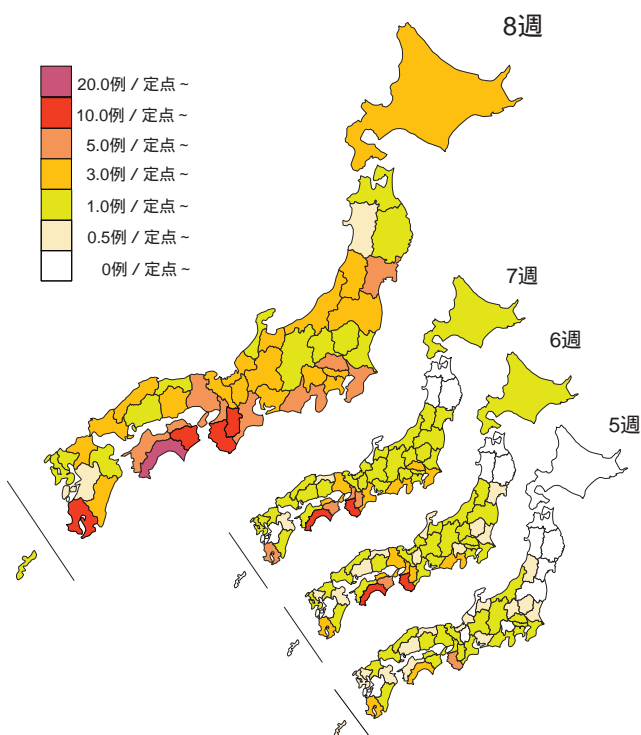 8週
20.0例 / 定点 ~
10.0例 / 定点 ~
5.0例 / 定点 ~
3.0例 / 定点 ~
1.0例 / 定点 ~
0.5例 / 定点 ~
0例 / 定点 ~
7週
6週
5週